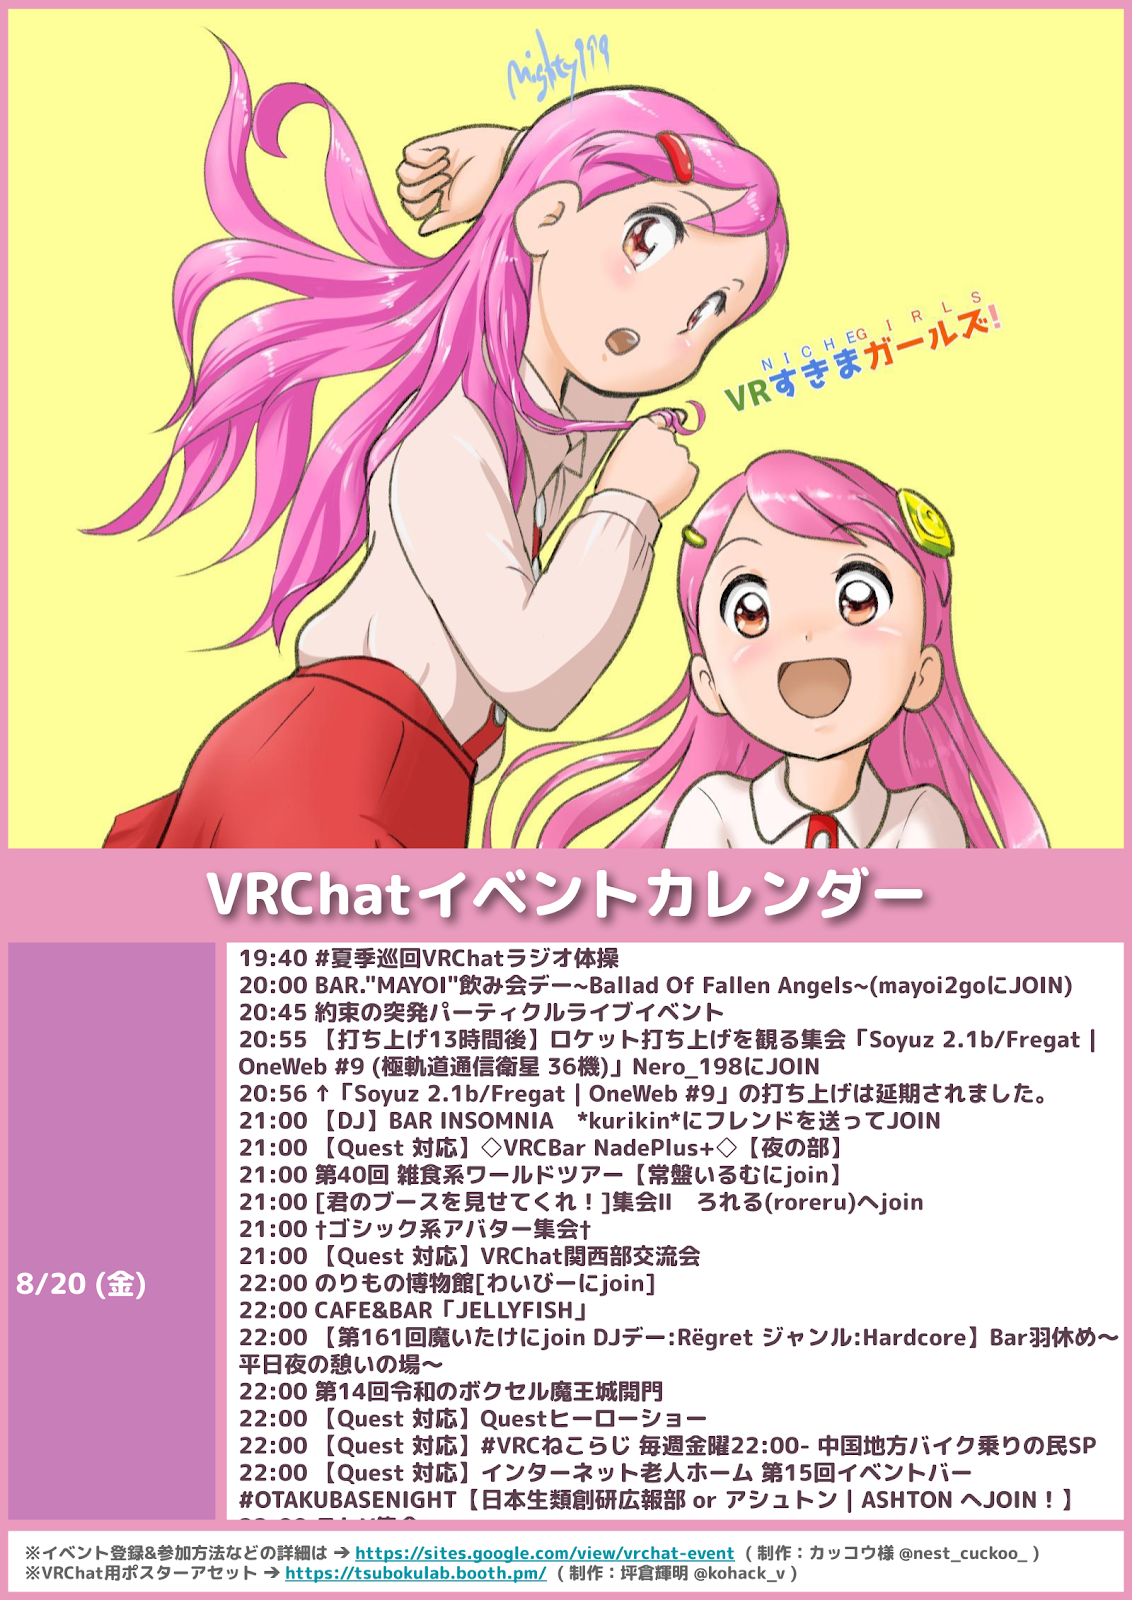 mighty199
NICHE GIRLS
VRすきまガールズ!
VRChatイベントカレンダー
8/20 (金)
19:40 #夏季巡回VRChatラジオ体操
20:00 BAR."MAYOI"飲み会デー~Ballad Of Fallen Angels~(mayoi2goにJOIN)
20:45 約束の突発パーティクルライブイベント
20:55 【打ち上げ13時間後】ロケット打ち上げを観る集会「Soyuz 2.1b/Fregat |
OneWeb #9 (極軌道通信衛星 36機)」Nero_198にJOIN
20:56 ↑「Soyuz 2.1b/Fregat | OneWeb #9」の打ち上げは延期されました。
21:00 【DJ】BAR INSOMNIA　*kurikin*にフレンドを送ってJOIN
21:00 【Quest 対応】◇VRCBar NadePlus+◇【夜の部】
21:00 第40回 雑食系ワールドツアー【常盤いるむにjoin】
21:00 [君のブースを見せてくれ！]集会II　ろれる(roreru)へjoin
21:00 †ゴシック系アバター集会†
21:00 【Quest 対応】VRChat関西部交流会
22:00 のりもの博物館[わいびーにjoin]
22:00 CAFE&BAR「JELLYFISH」
22:00 【第161回魔いたけにjoin DJデー:Rëgret ジャンル:Hardcore】Bar羽休め～
平日夜の憩いの場～
22:00 第14回令和のボクセル魔王城開門
22:00 【Quest 対応】Questヒーローショー
22:00 【Quest 対応】#VRCねこらじ 毎週金曜22:00- 中国地方バイク乗りの民SP
22:00 【Quest 対応】インターネット老人ホーム 第15回イベントバー
#OTAKUBASENIGHT【日本生類創研広報部 or アシュトン | ASHTON へJOIN！】
※イベント登録&参加方法などの詳細は ➔ https://sites.google.com/view/vrchat-event （制作：カッコウ様 @nest_cuckoo_）
※VRChat用ポスターアセット ➔ https://tsubokulab.booth.pm/ （制作：坪倉輝明 @kohack_v）